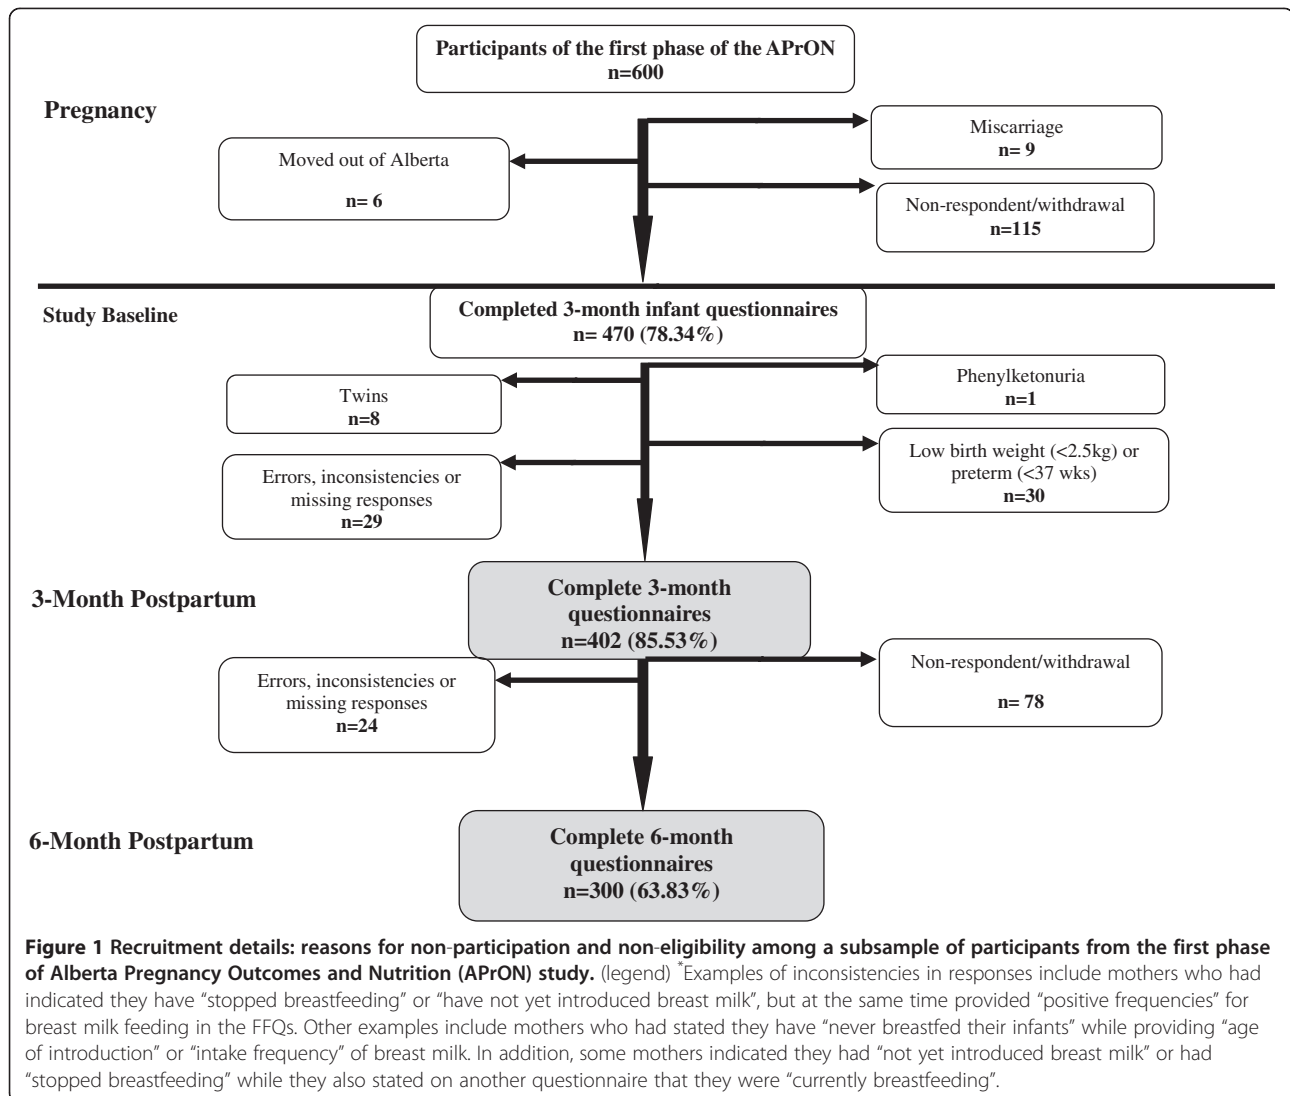 Participants of the first phase of the APrON
n=600
Pregnancy
Miscarriage
n= 9
Moved out of Alberta
n= 6
Non-respondent/withdrawal
n=115
Study Baseline
Completed 3-month infant questionnaires
n= 470 (78.34%)
Phenylketonuria
n=1
Twins
n=8
Low birth weight (<2.5kg) or
preterm (<37 wks)
n=30
Errors, inconsistencies or
missing responses
n=29
3-Month Postpartum
Complete 3-month
questionnaires
n=402 (85.53%)
Non-respondent/withdrawal
n= 78
Errors, inconsistencies or
missing responses
n=24
6-Month Postpartum
Complete 6-month
questionnaires
n=300 (63.83%)
Figure 1 Recruitment details: reasons for non-participation and non-eligibility among a subsample of participants from the first phase
of Alberta Pregnancy Outcomes and Nutrition (APrON) study. (legend) *Examples of inconsistencies in responses include mothers who had
indicated they have “stopped breastfeeding” or “have not yet introduced breast milk”, but at the same time provided “positive frequencies” for
breast milk feeding in the FFQs. Other examples include mothers who had stated they have “never breastfed their infants” while providing “age
of introduction” or “intake frequency” of breast milk. In addition, some mothers indicated they had “not yet introduced breast milk” or had
“stopped breastfeeding” while they also stated on another questionnaire that they were “currently breastfeeding”.